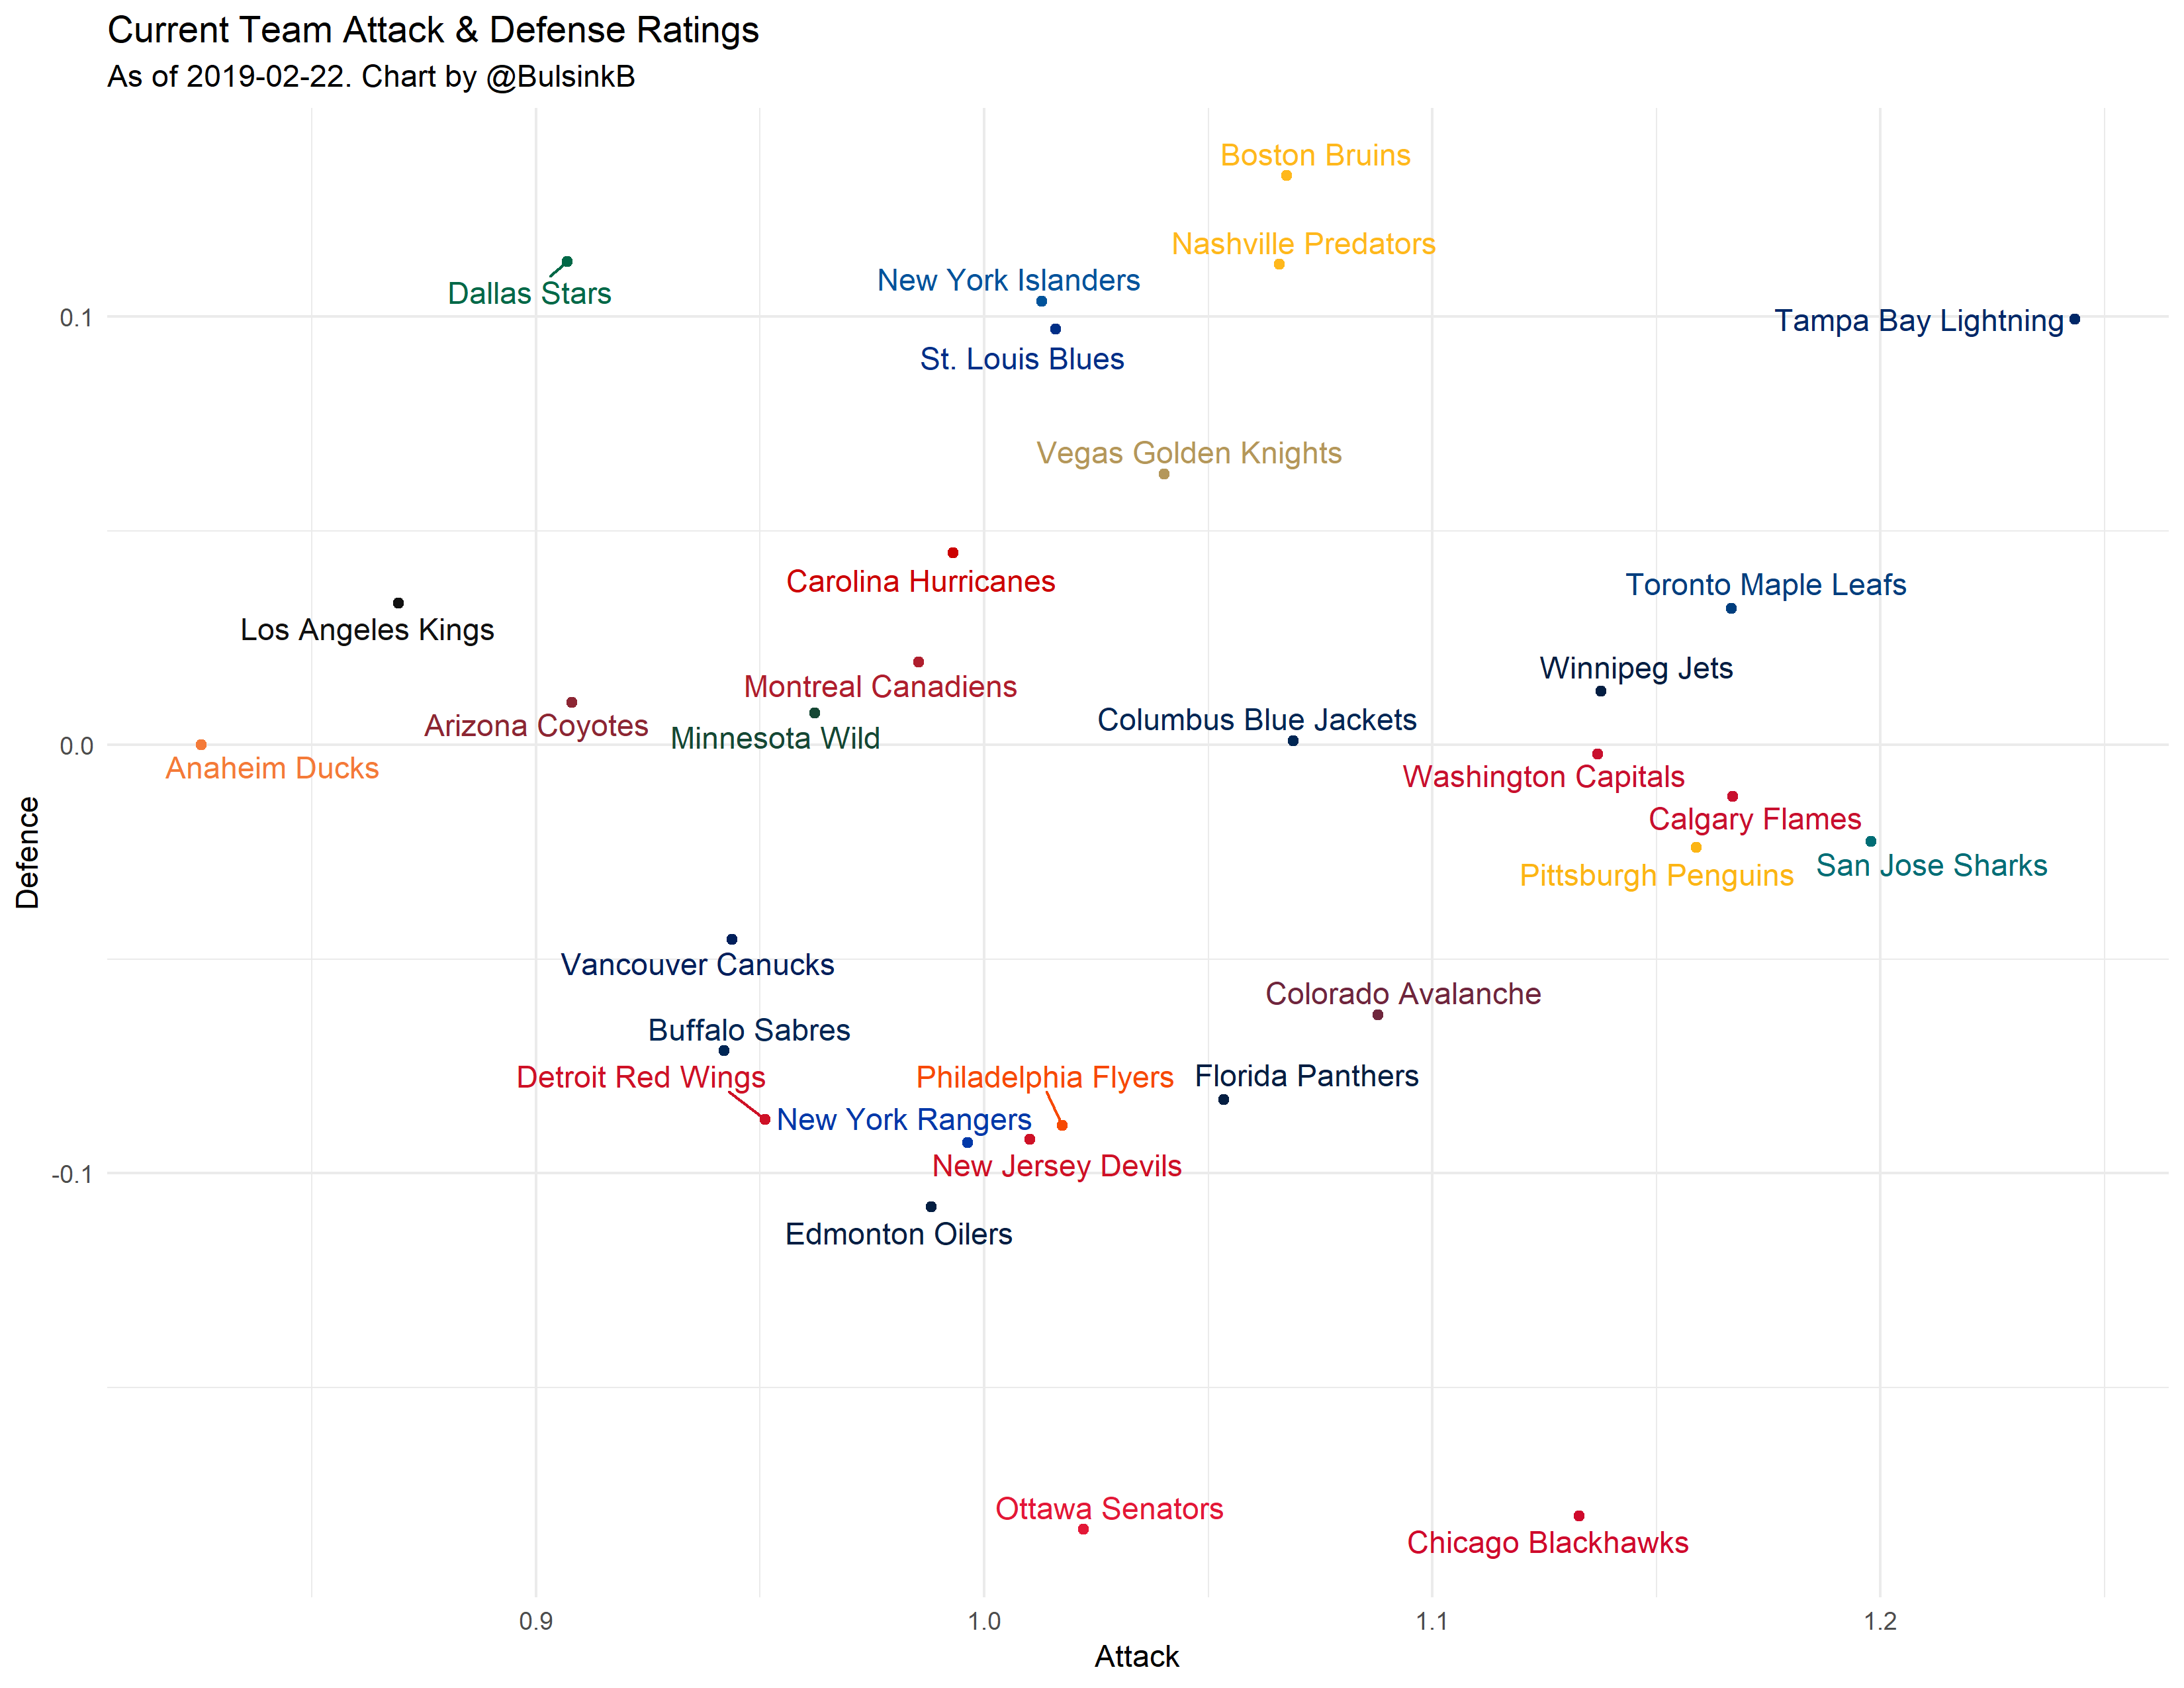 Current Team Attack & Defense Ratings
As of 2019-02-22. Chart by @BulsinkB
Boston Bruins
Nashville Predators
New York Islanders
Dallas Stars
0.1
Tampa Bay Lightning
St. Louis Blues
Vegas Golden Knights
Carolina Hurricanes
Toronto Maple Leafs
Los Angeles Kings
Winnipeg Jets
Montreal Canadiens
Columbus Blue Jackets
Arizona Coyotes
Minnesota Wild
0.0
Anaheim Ducks
Washington Capitals
Calgary Flames
Defence
San Jose Sharks
Pittsburgh Penguins
Vancouver Canucks
Colorado Avalanche
Buffalo Sabres
Detroit Red Wings
Philadelphia Flyers
Florida Panthers
New York Rangers
New Jersey Devils
-0.1
Edmonton Oilers
Ottawa Senators
Chicago Blackhawks
0.9
1.0
1.1
1.2
Attack